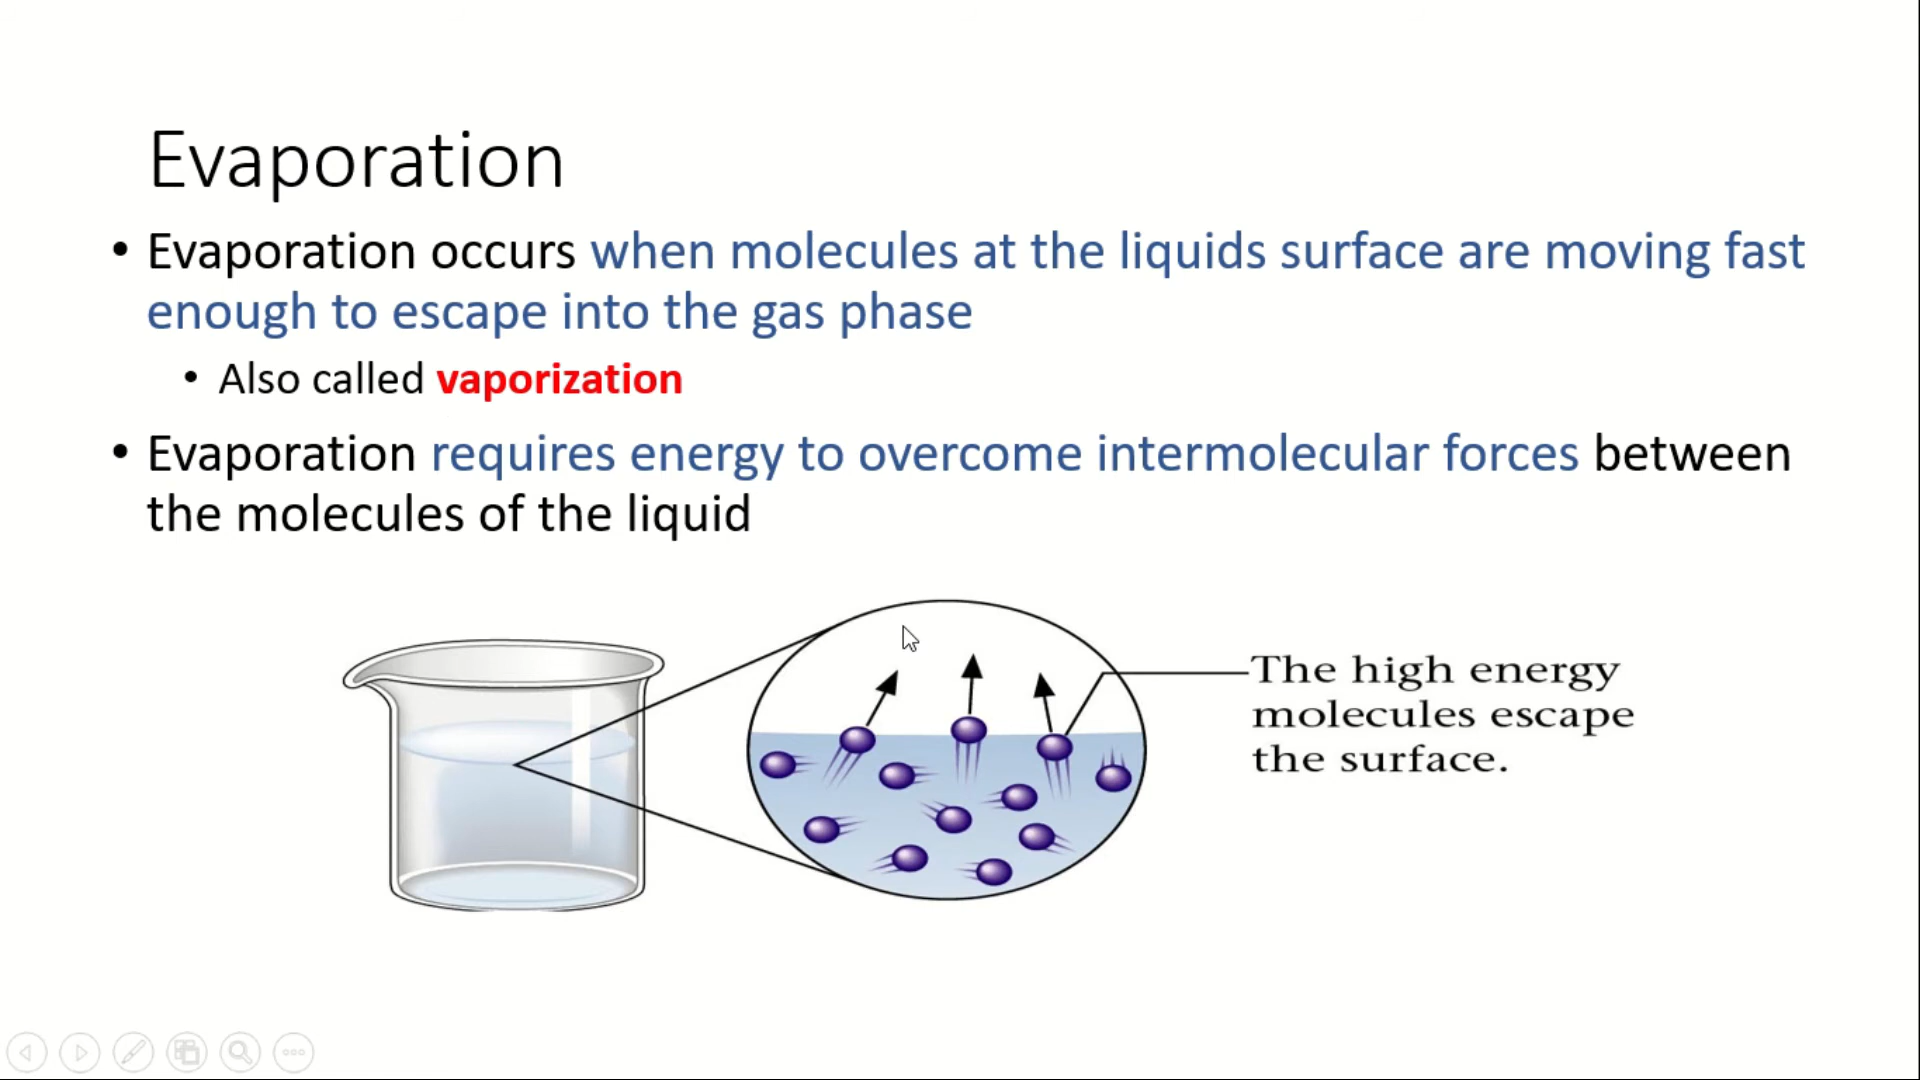 Evaporation
• Evaporation occurs when molecules at the liquids surface are moving fast
enough to escape into the gas phase
• Also called vaporization
• Evaporation requires energy to overcome intermolecular forces between
the molecules of the liquid
The high energy
molecules escape
the surface.